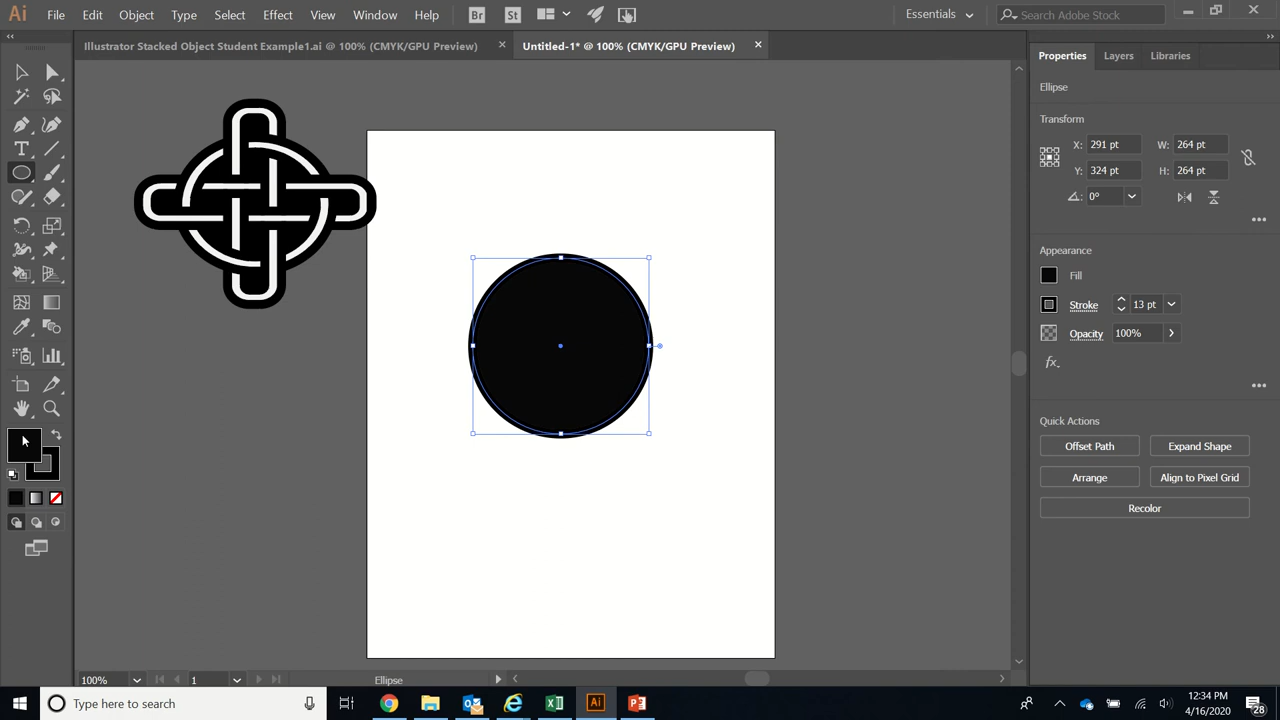 Ai File Edit Object Type Select Effect View Window Help Br St Essentials Search Adobe Stock
Illustrator Stacked Object Student Example1.ai @ 100% (CMYK/GPU Preview) Untitled-1* @ 100% (CMYK/GPU Preview)
Properties Layers Libraries
Ellipse
Transform
X: 291 pt W: 264 pt
Y: 324 pt H: 264 pt
0°
Appearance
Fill
Stroke 13 pt
Opacity 100%
fx.
Quick Actions
Offset Path Expand Shape
Arrange Align to Pixel Grid
Recolor
100% 1 Ellipse
Type here to search
12:34 PM
4/16/2020
28